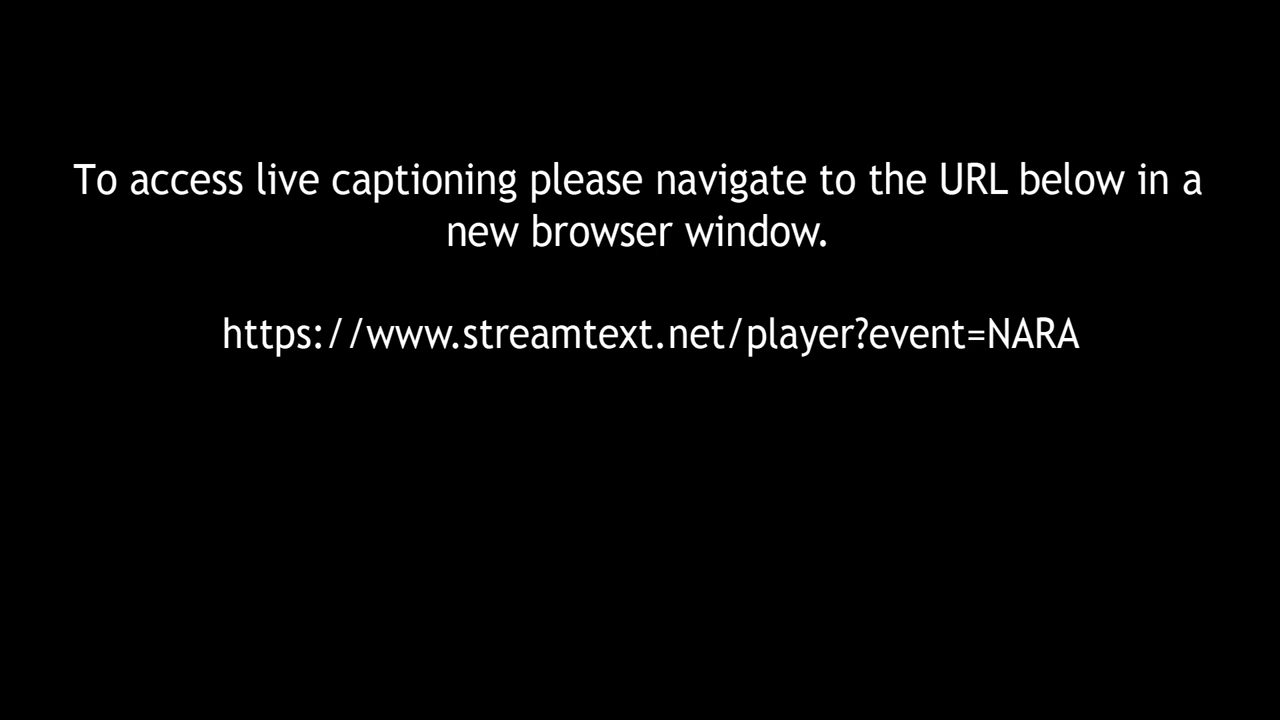 To access live captioning please navigate to the URL below in a
new browser window.
https://www.streamtext.net/player?event=NARA